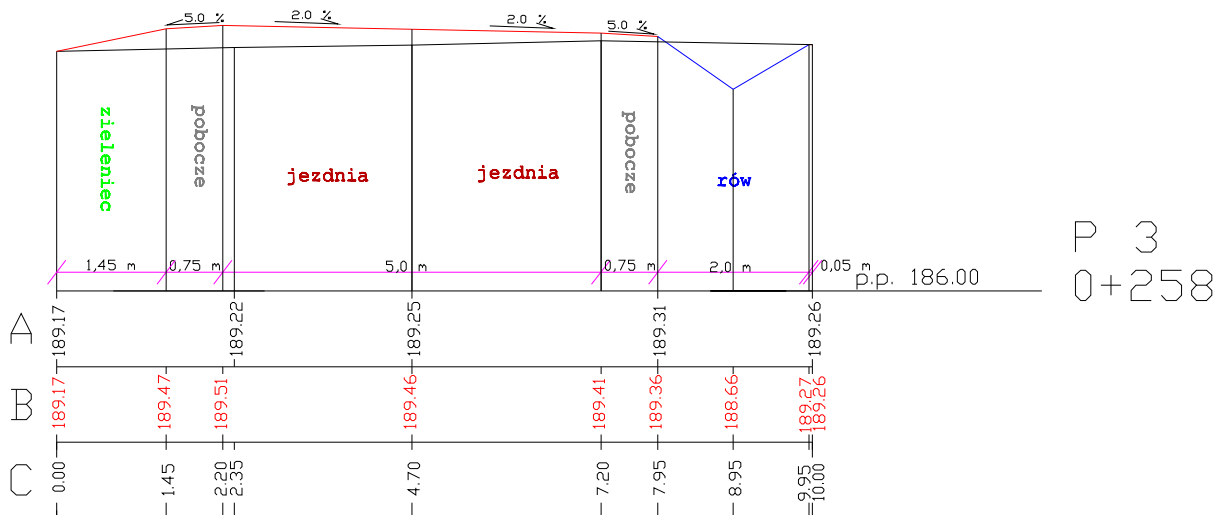 5.0 %
2.0 %
2.0 %
5.0 %
zieleniec
pobocze
jezdnia
jezdnia
pobocze
rów
1,45 m
0,75 m
5,0 m
0,75 m
2,0 m
0,05 m
p.p. 186.00
P 3
0+258
A
189.17
189.22
189.25
189.31
189.26
B
189.17
189.47
189.51
189.46
189.41
189.36
188.66
189.27
189.26
C
0.00
1.45
2.20
2.35
4.70
7.20
7.95
8.95
9.95
10.00